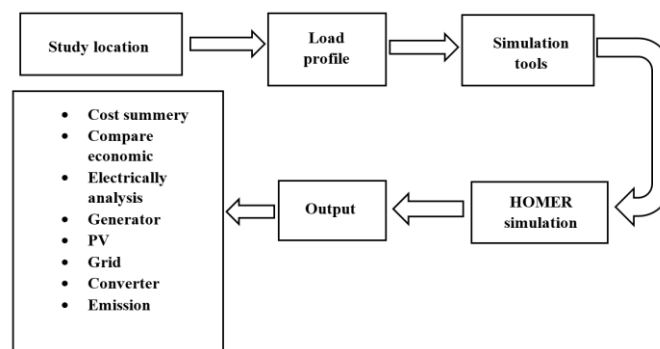 Study location
Load
profile
Simulation
tools
HOMER
simulation
Output
• Cost summery
• Compare
economic
• Electrically
analysis
• Generator
• PV
• Grid
• Converter
• Emission